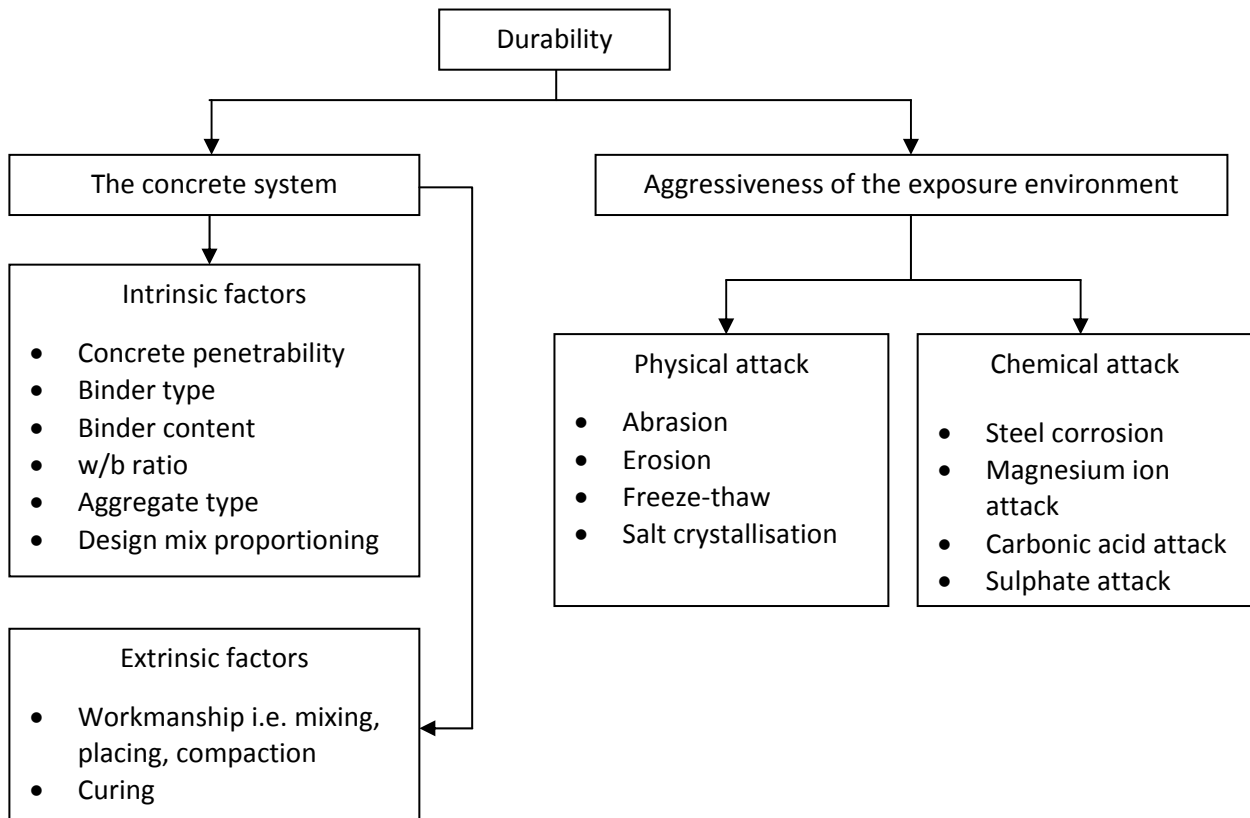 Durability
The concrete system
Aggressiveness of the exposure environment
Intrinsic factors
• Concrete penetrability
• Binder type
• Binder content
• w/b ratio
• Aggregate type
• Design mix proportioning
Physical attack
• Abrasion
• Erosion
• Freeze-thaw
• Salt crystallisation
Chemical attack
• Steel corrosion
• Magnesium ion
attack
• Carbonic acid attack
• Sulphate attack
Extrinsic factors
• Workmanship i.e. mixing,
placing, compaction
• Curing